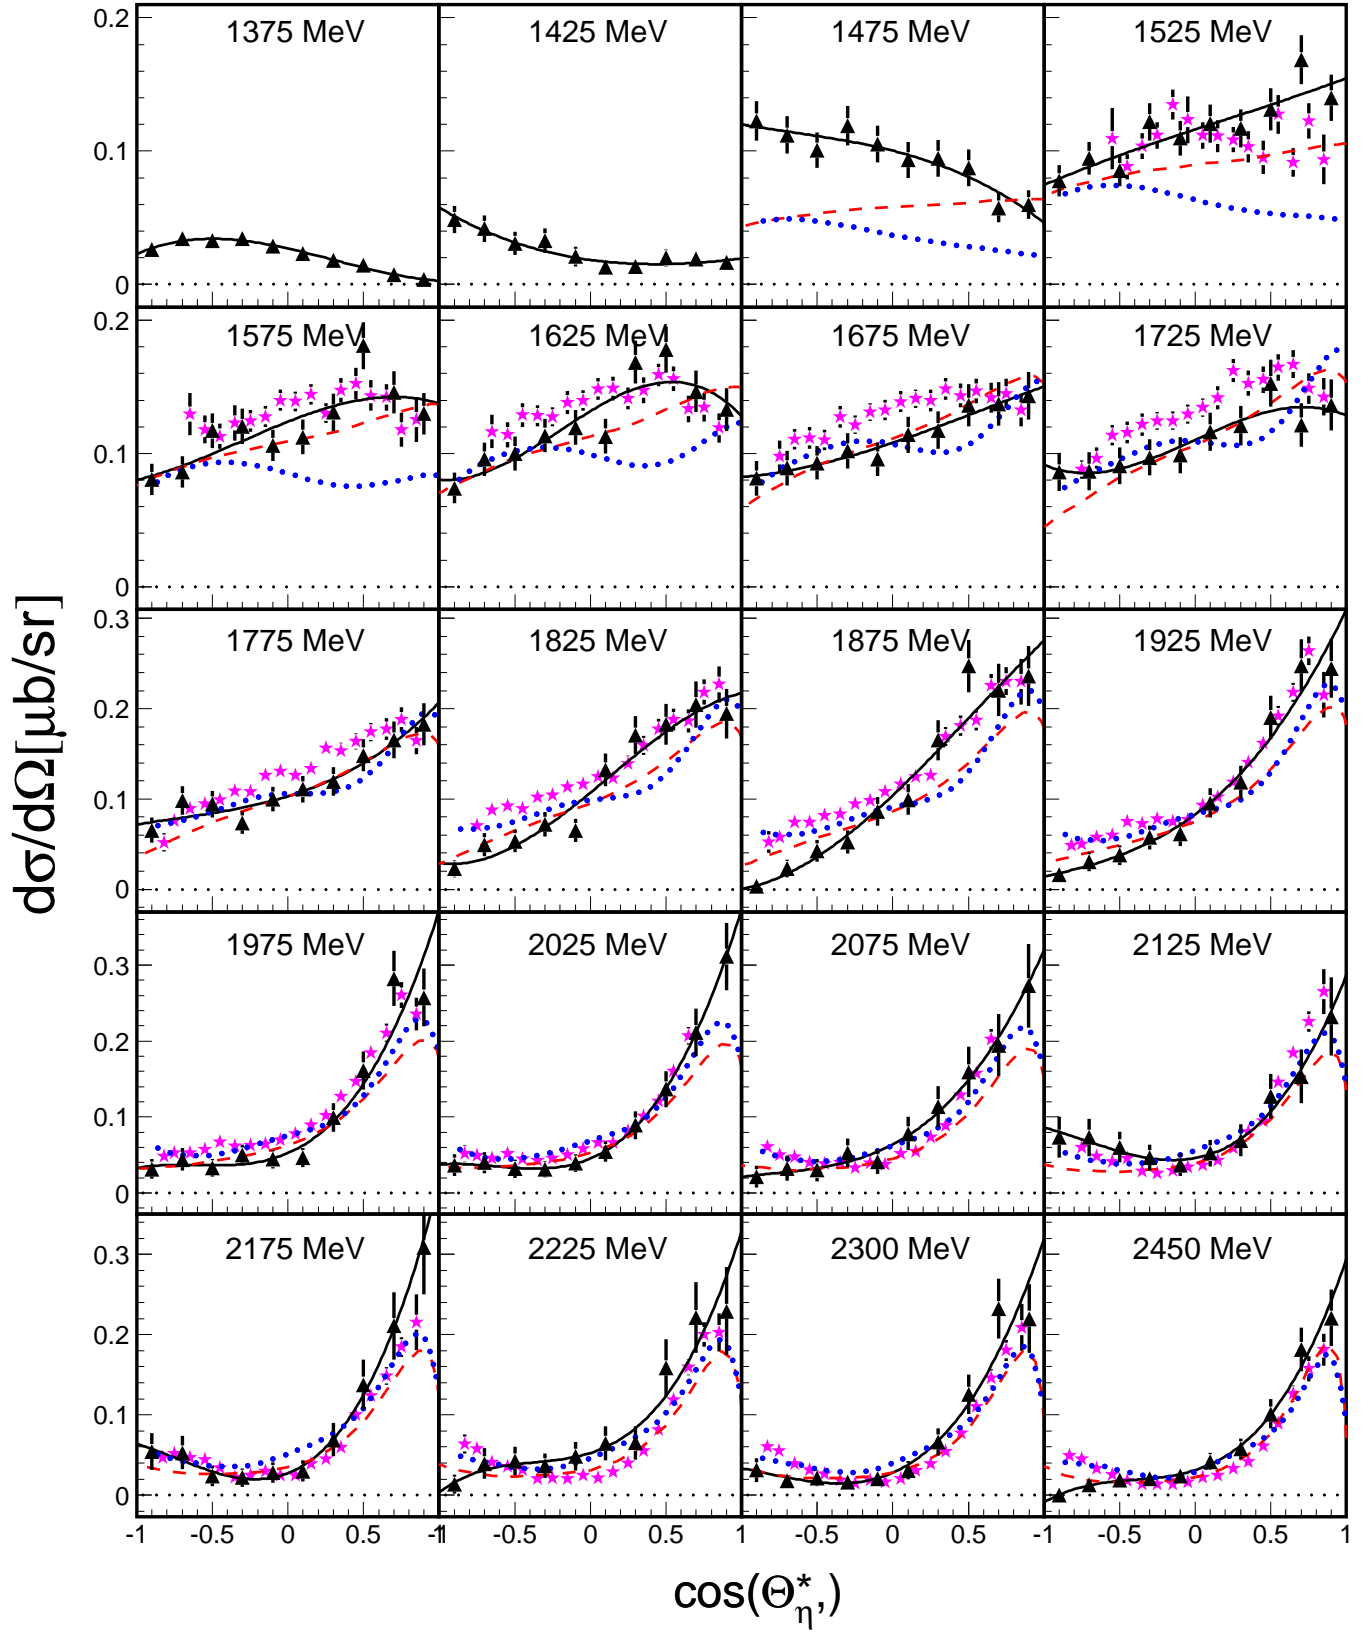 0.2
1375 MeV
1425 MeV
1475 MeV
1525 MeV
0.1
0
0.2
1575 MeV
1625 MeV
1675 MeV
1725 MeV
0.1
0
dσ/dΩ[μb/sr]
0.3
1775 MeV
1825 MeV
1875 MeV
1925 MeV
0.2
0.1
0
1975 MeV
2025 MeV
2075 MeV
2125 MeV
0.3
0.2
0.1
0
2175 MeV
2225 MeV
2300 MeV
2450 MeV
0.3
0.2
0.1
0
-1 -0.5 0 0.5 -1 1 -0.5 0 0.5 1 -1 -0.5 0 0.5 -1 1 -0.5 0 0.5 1
cos(Θ*η',)